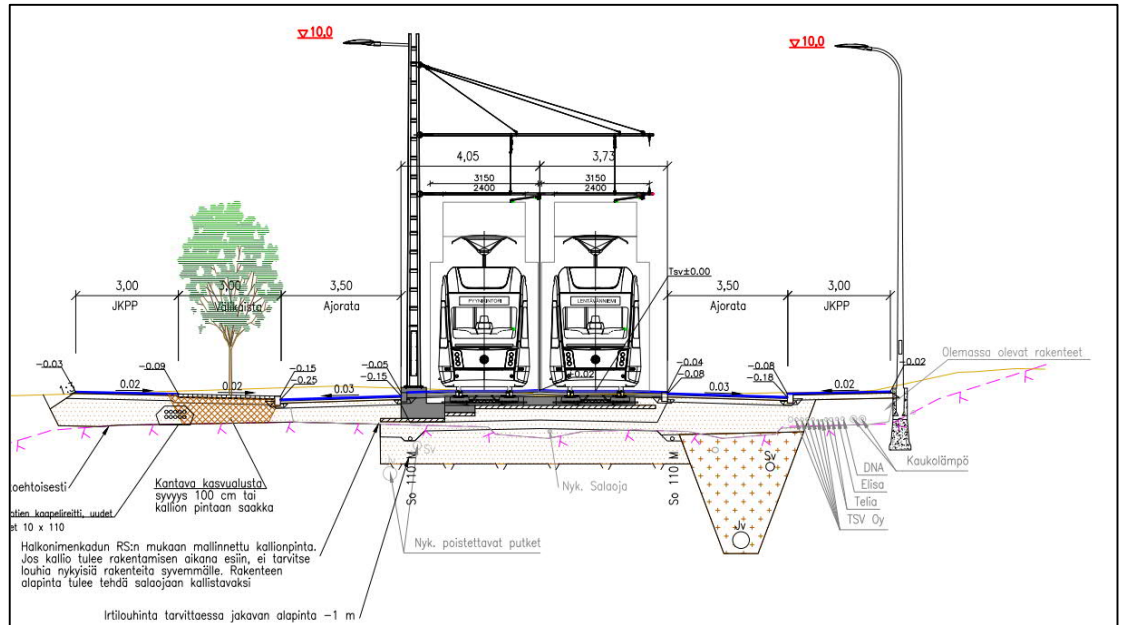 ▽10,0
▽10,0
4,05
3,73
3150
3150
2400
2400
Tsv±0.00
PYYNIKINTORI
LENTÄVÄNNIEMI
3,00
3,00
3,50
3,50
3,00
JKPP
Välikaista
Ajorata
Ajorata
JKPP
Olemassa olevat rakenteet
-0.03
-0.09
-0.15
-0.25
-0.05
-0.15
-0.04
-0.08
-0.08
-0.18
-0.02
1:3
0.02
0.02
0.03
0.02
0.03
0.02
Sv
Sv
So 110 M
So 110 M
Nyk. Salaoja
Jv
DNA
Elisa
Telia
TSV Oy
Kaukolämpö
oehtoisesti
Kantava kasvualusta
syvyys 100 cm tai
kallion pintaan saakka
ntien kaapelireitti, uudet
et 10 x 110
Nyk. poistettavat putket
Halkonimenkadun RS:n mukaan mallinnettu kallionpinta.
Jos kallio tulee rakentamisen aikana esiin, ei tarvitse
louhia nykyisiä rakenteita syvemmälle. Rakenteen
alapinta tulee tehdä salaojaan kallistavaksi
Irtilouhinta tarvittaessa jakavan alapinta -1 m